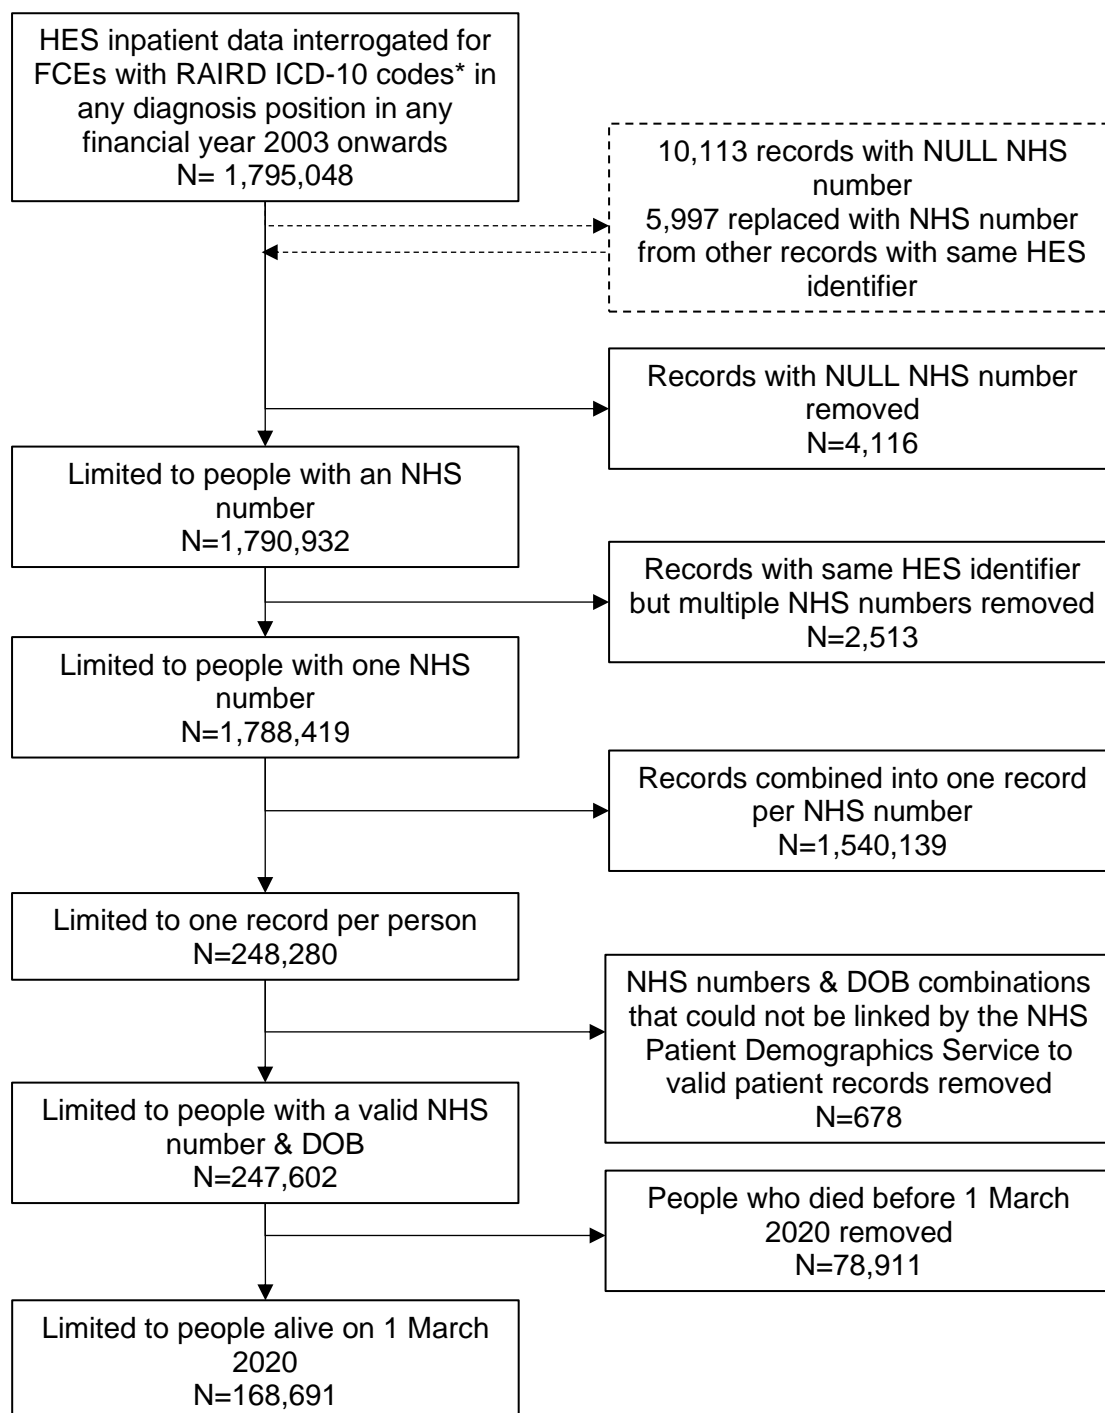 HES inpatient data interrogated for
FCEs with RAIRD ICD-10 codes* in
any diagnosis position in any
financial year 2003 onwards
N= 1,795,048
10,113 records with NULL NHS
number
5,997 replaced with NHS number
from other records with same HES
identifier
Records with NULL NHS number
removed
N=4,116
Limited to people with an NHS
number
N=1,790,932
Records with same HES identifier
but multiple NHS numbers removed
N=2,513
Limited to people with one NHS
number
N=1,788,419
Records combined into one record
per NHS number
N=1,540,139
Limited to one record per person
N=248,280
NHS numbers & DOB combinations
that could not be linked by the NHS
Patient Demographics Service to
valid patient records removed
N=678
Limited to people with a valid NHS
number & DOB
N=247,602
People who died before 1 March
2020 removed
N=78,911
Limited to people alive on 1 March
2020
N=168,691